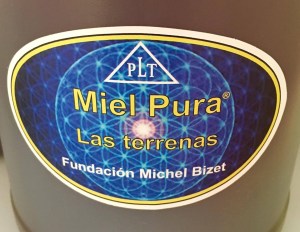 PLT
Miel Pura®
Las terrenas
Fundación Michel Bizet